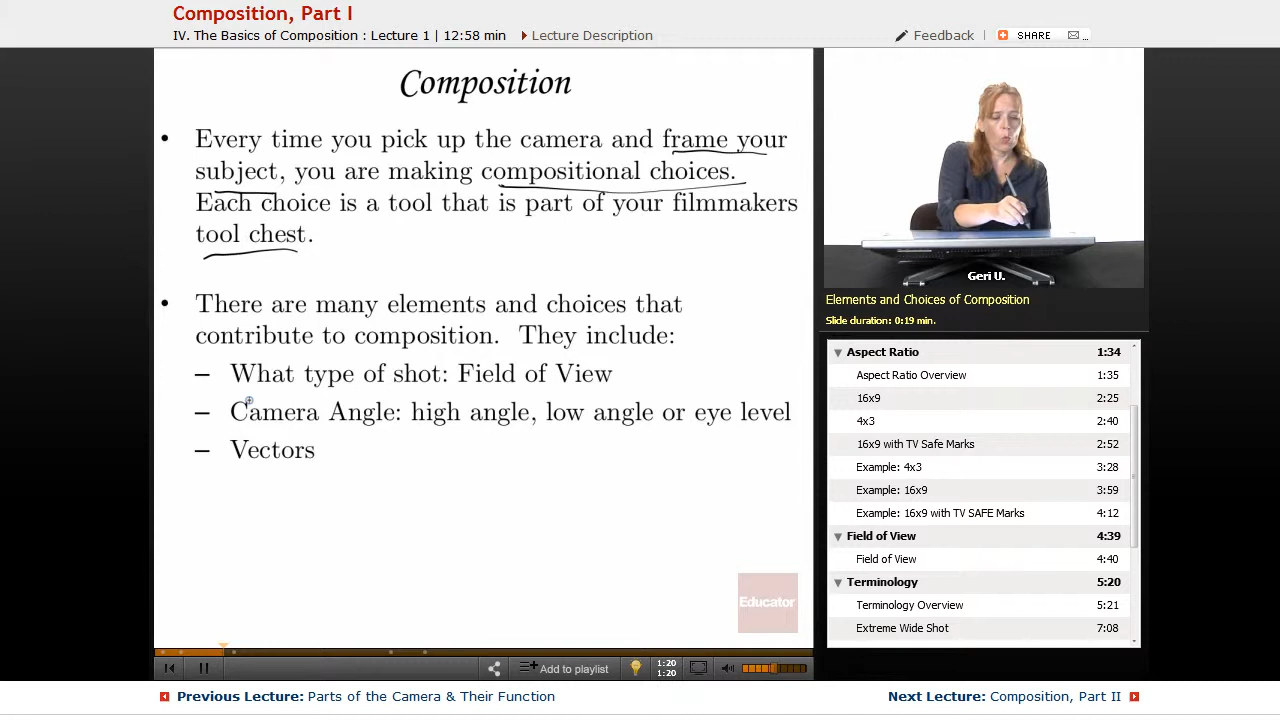 Composition, Part I
IV. The Basics of Composition : Lecture 1 | 12:58 min
Lecture Description
Feedback
SHARE
Composition
• Every time you pick up the camera and frame your
subject, you are making compositional choices.
Each choice is a tool that is part of your filmmakers
tool chest.
• There are many elements and choices that
contribute to composition. They include:
– What type of shot: Field of View
– Camera Angle: high angle, low angle or eye level
– Vectors
Educator
Geri U.
Elements and Choices of Composition
Slide duration: 0:19 min.
Aspect Ratio 1:34
Aspect Ratio Overview 1:35
16x9 2:25
4x3 2:40
16x9 with TV Safe Marks 2:52
Example: 4x3 3:28
Example: 16x9 3:59
Example: 16x9 with TV SAFE Marks 4:12
Field of View 4:39
Field of View 4:40
Terminology 5:20
Terminology Overview 5:21
Extreme Wide Shot 7:08
Add to playlist
1:20
1:20
Previous Lecture: Parts of the Camera & Their Function
Next Lecture: Composition, Part II